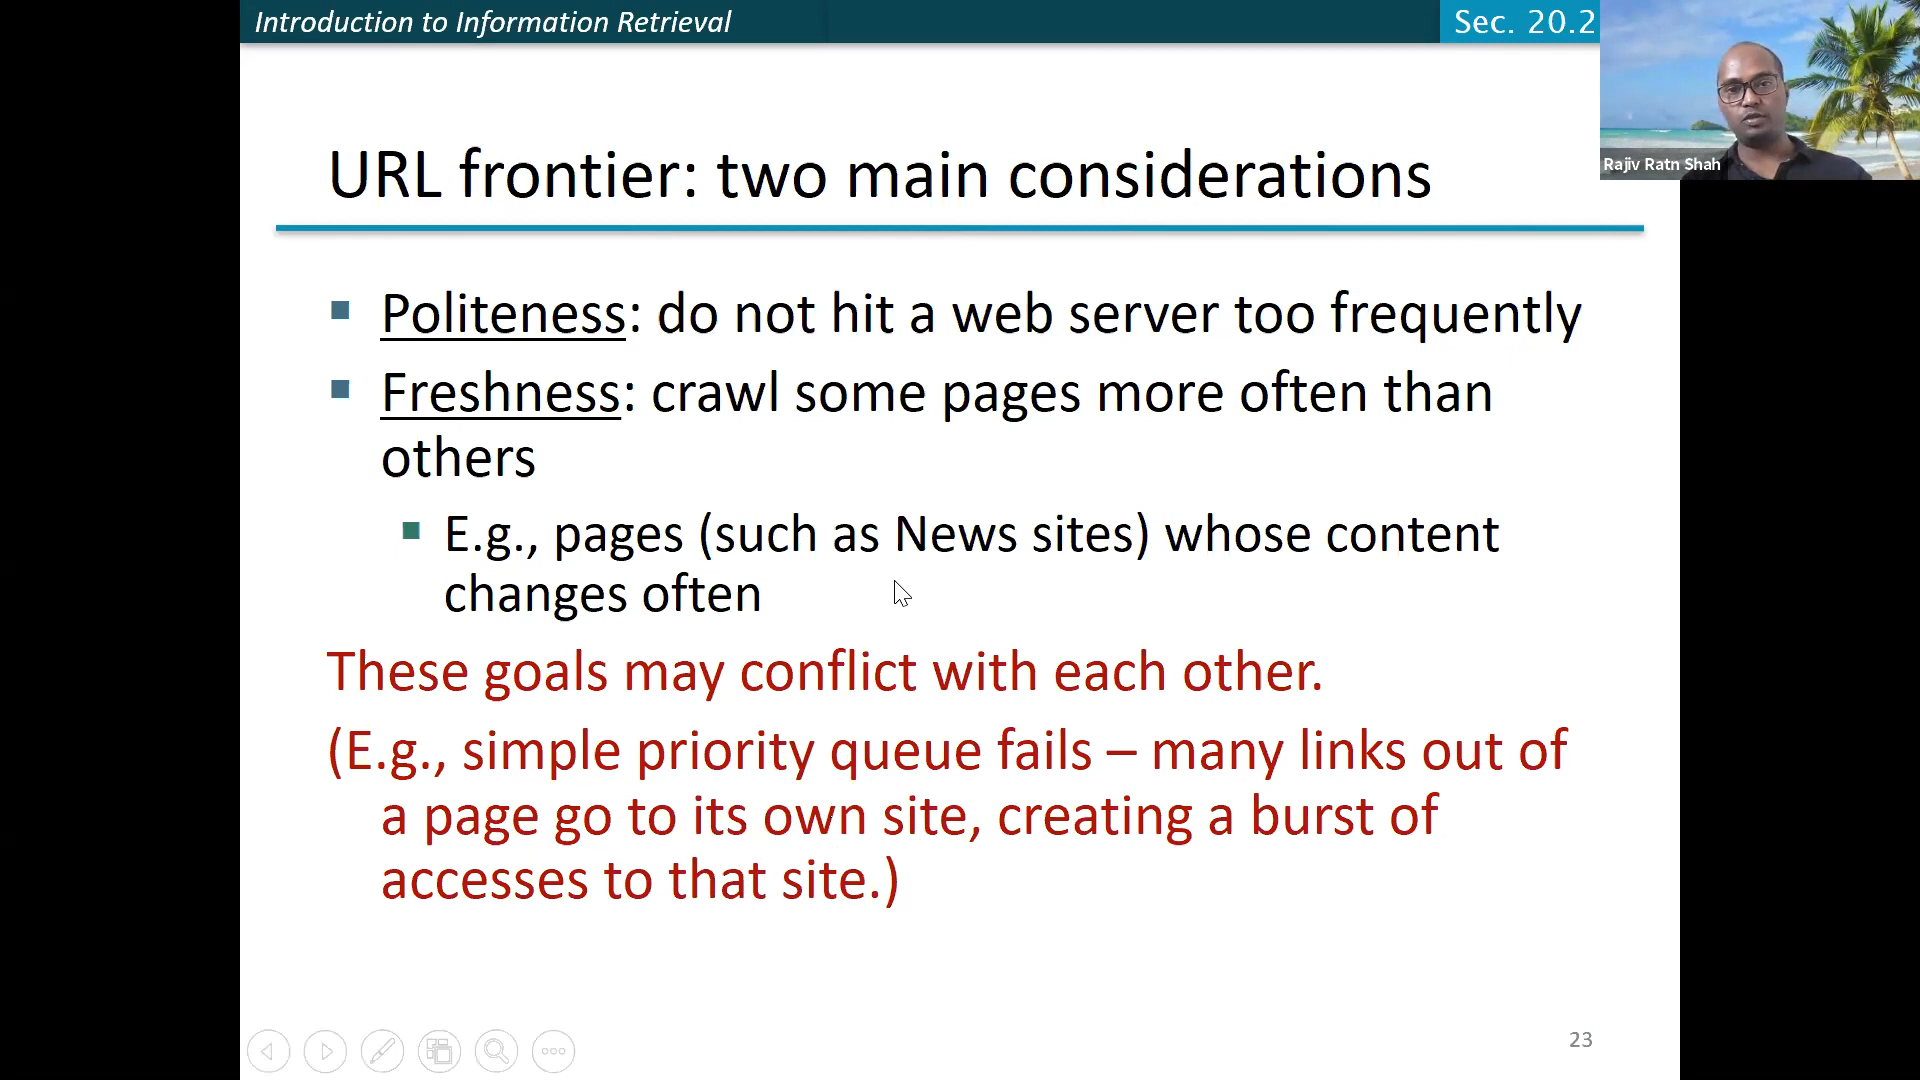 Introduction to Information Retrieval
Sec. 20.2
Rajiv Ratn Shah
URL frontier: two main considerations
Politeness: do not hit a web server too frequently
Freshness: crawl some pages more often than
others
E.g., pages (such as News sites) whose content
changes often
These goals may conflict with each other.
(E.g., simple priority queue fails – many links out of
a page go to its own site, creating a burst of
accesses to that site.)
23